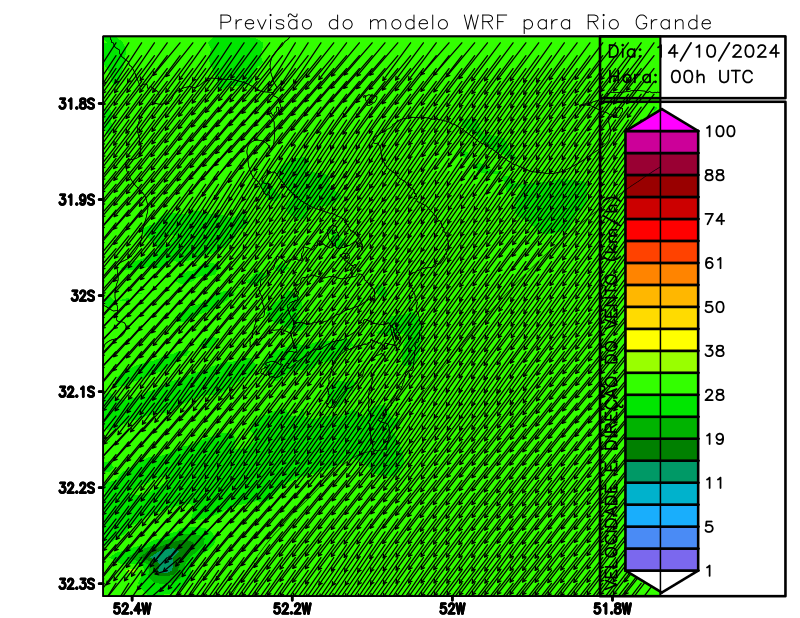 Previsão do modelo WRF para Rio Grande
Dia: 14/10/2024
Hora: 00h UTC
31.8S
31.9S
32S
32.1S
32.2S
32.3S
52.4W
52.2W
52W
51.8W
VELOCIDADE E DIREÇÃO DO VENTO (km/h)
100
88
74
61
50
38
28
19
11
5
1